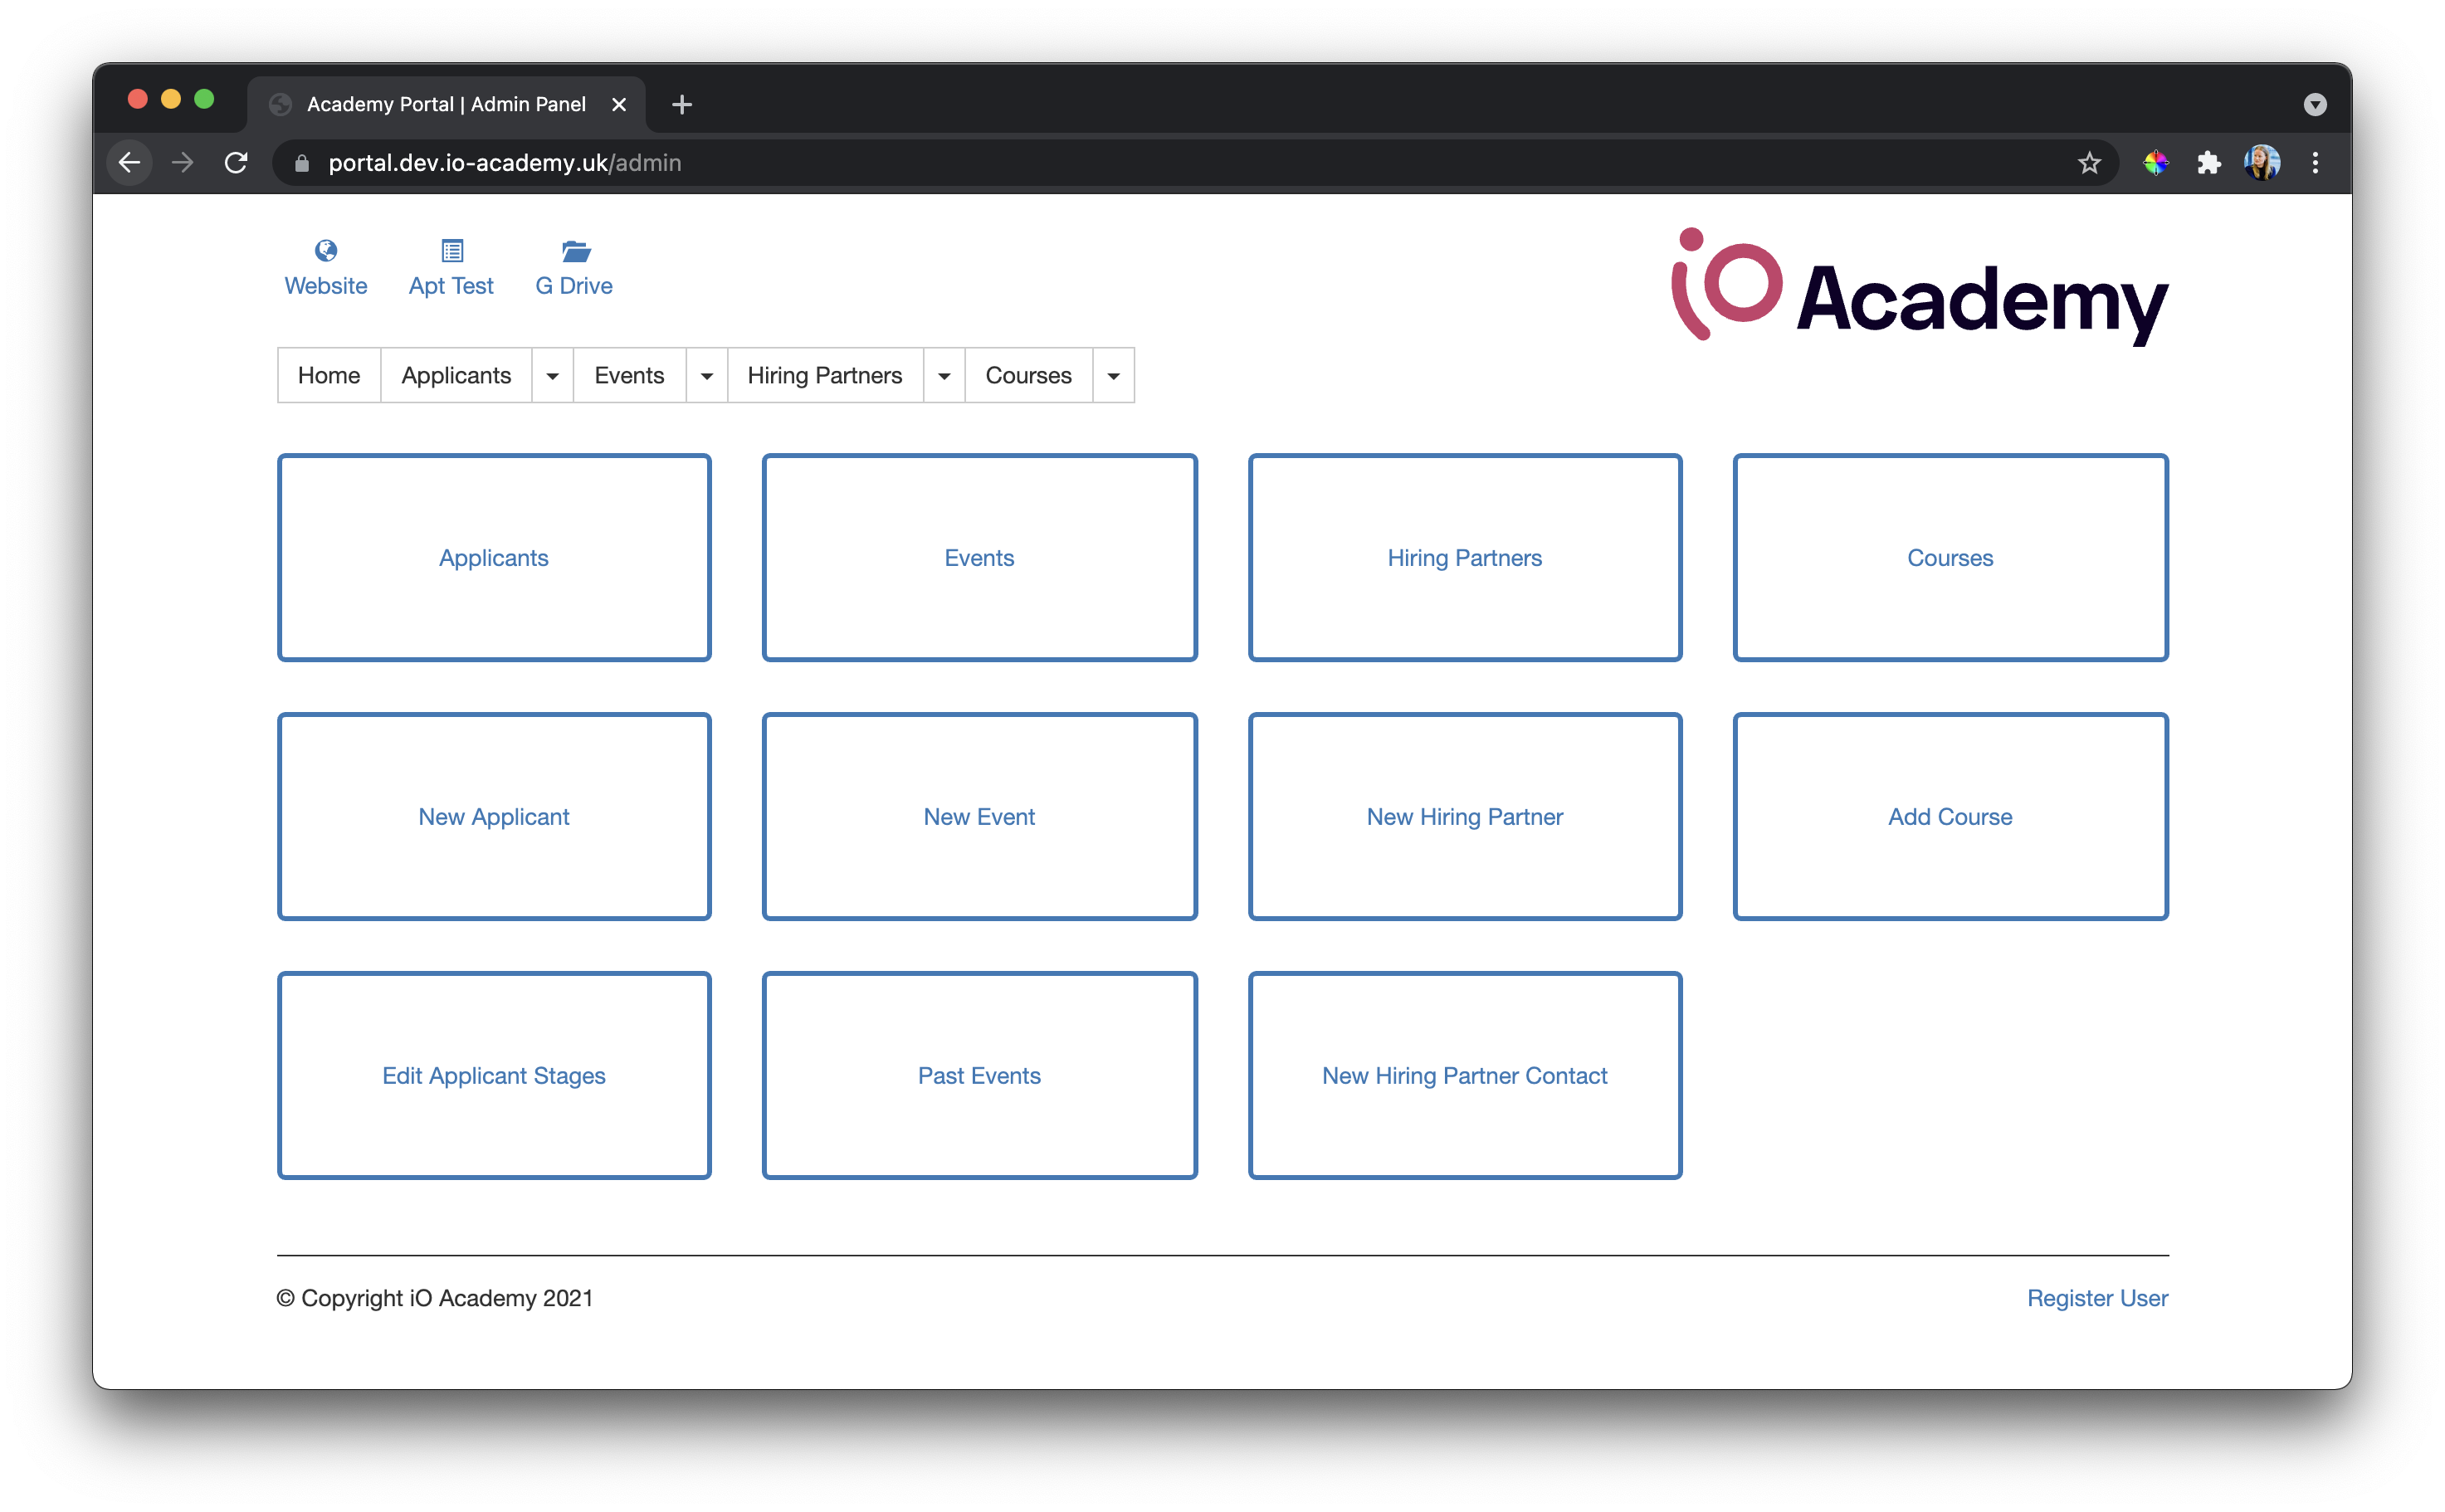 Academy Portal | Admin Panel
portal.dev.io-academy.uk/admin
Website Apt Test G Drive
iO Academy
Home Applicants Events Hiring Partners Courses
Applicants Events Hiring Partners Courses
New Applicant New Event New Hiring Partner Add Course
Edit Applicant Stages Past Events New Hiring Partner Contact
© Copyright iO Academy 2021 Register User